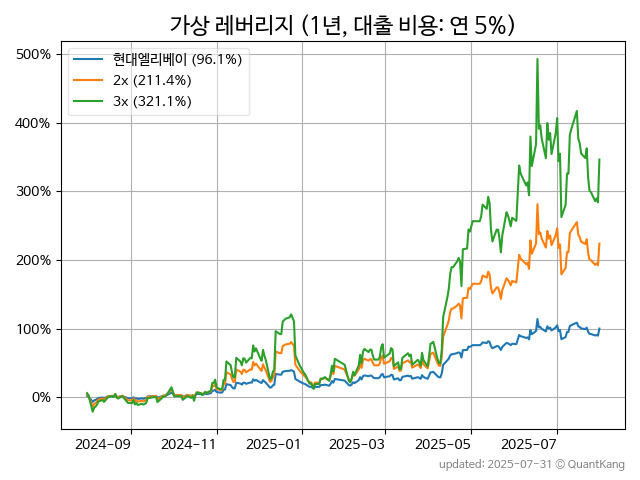 가상 레버리지 (1년, 대출 비용: 연 5%)
500%
400%
300%
200%
100%
0%
현대엘리베이 (96.1%)
2x (211.4%)
3x (321.1%)
2024-09
2024-11
2025-01
2025-03
2025-05
2025-07
updated: 2025-07-31 © QuantKang